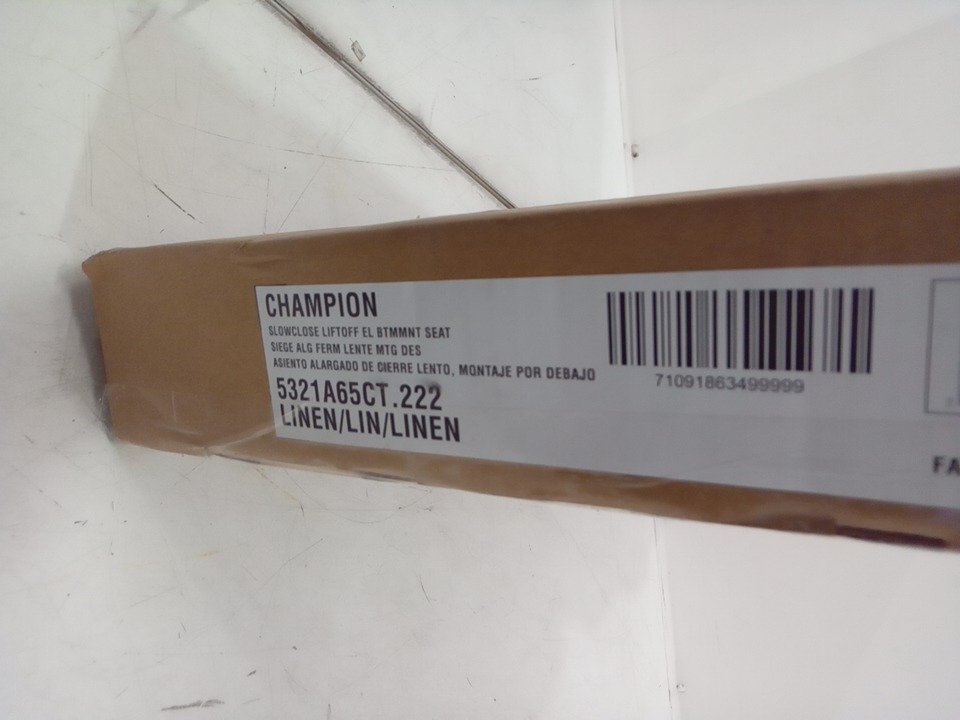 CHAMPION
SLOWCLOSE LIFTOFF EL BTMMNT SEAT
SIEGE ALG FERM LENTE MTG DES
ASIENTO ALARGADO DE CIERRE LENTO, MONTAJE POR DEBAJO
5321A65CT.222
LINEN/LIN/LINEN
71091863499999
FA